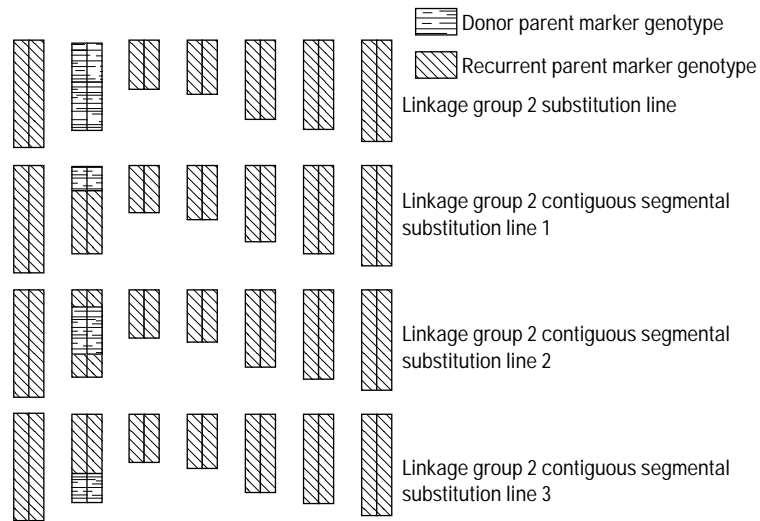 Donor parent marker genotype
Recurrent parent marker genotype
Linkage group 2 substitution line
Linkage group 2 contiguous segmental
substitution line 1
Linkage group 2 contiguous segmental
substitution line 2
Linkage group 2 contiguous segmental
substitution line 3